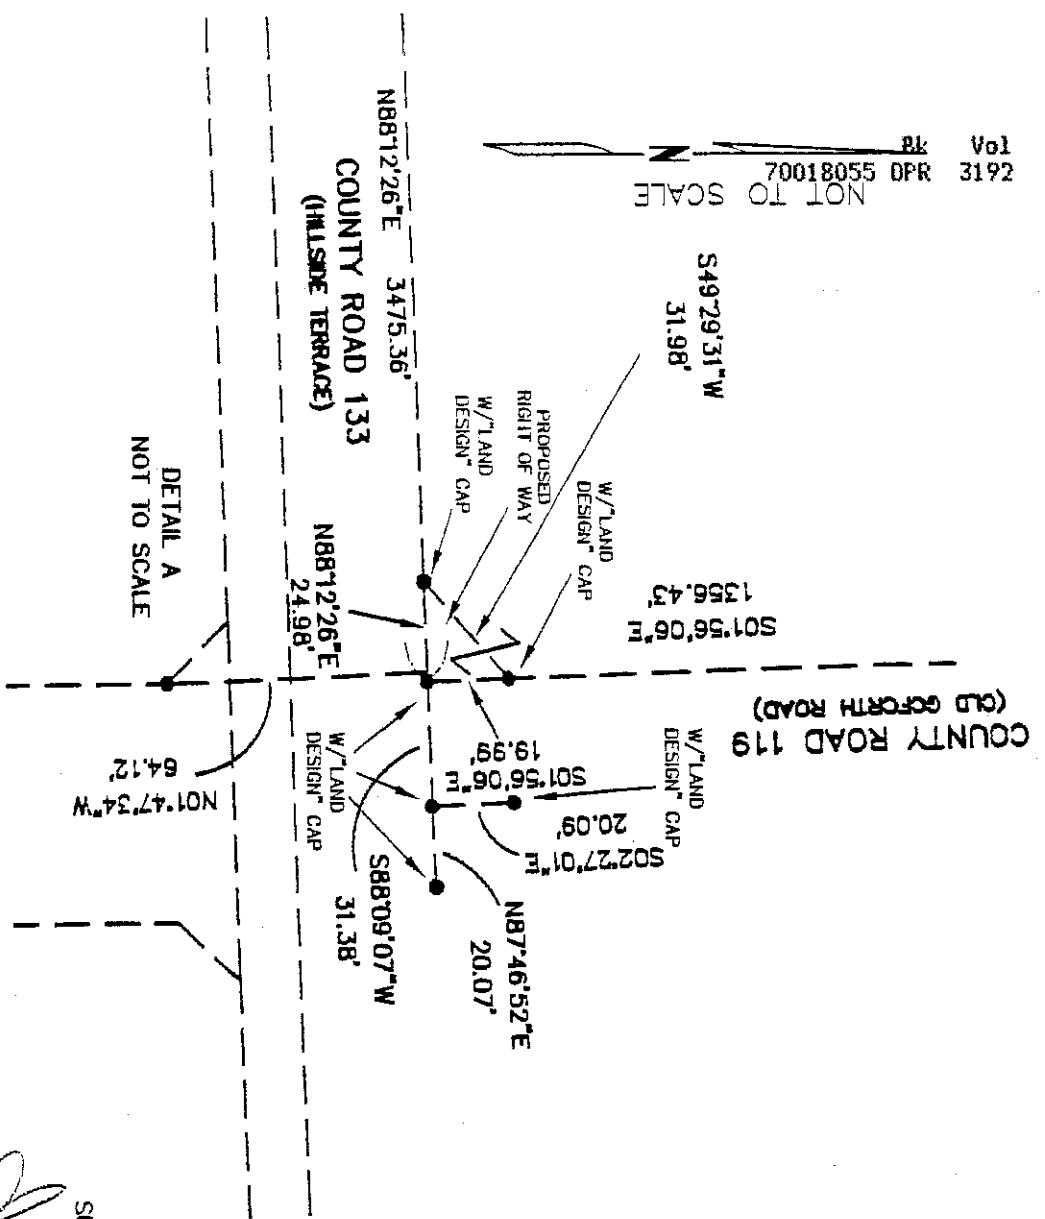 Bk Vol
70018055 OPR 3192
NOT TO SCALE
S49°29'31"W
31.98'
N88°12'26"E 3475.36'
COUNTY ROAD 133
(HILLSIDE TERRACE)
W/"LAND
DESIGN" CAP
PROPOSED
RIGHT OF WAY
W/"LAND
DESIGN" CAP
S01°56'06"E
1356.43'
DETAIL A
NOT TO SCALE
N88°12'26"E
24.98'
COUNTY ROAD 119
(OLD GOFORTH ROAD)
N01°47'34"W
64.12'
W/"LAND
DESIGN" CAP
S01°56'06"E
19.99'
W/"LAND
DESIGN" CAP
S02°27'01"E
20.09'
S88°09'07"W
31.38'
N87°46'52"E
20.07'